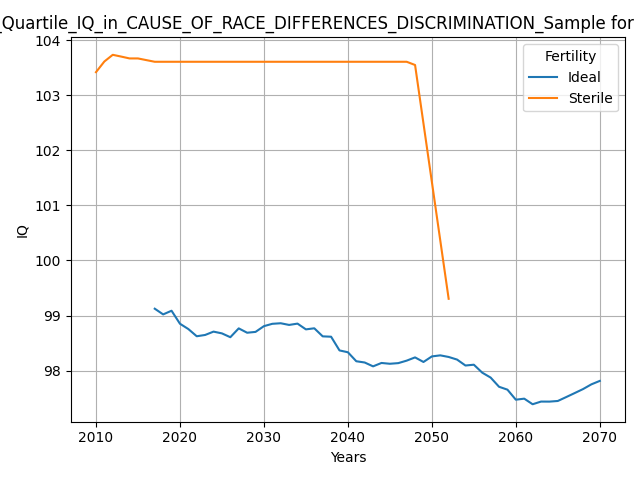 _Quartile_IQ_in_CAUSE_OF_RACE_DIFFERENCES_DISCRIMINATION_Sample for
104
103
102
101
100
99
98
IQ
Fertility
Ideal
Sterile
2010 2020 2030 2040 2050 2060 2070
Years